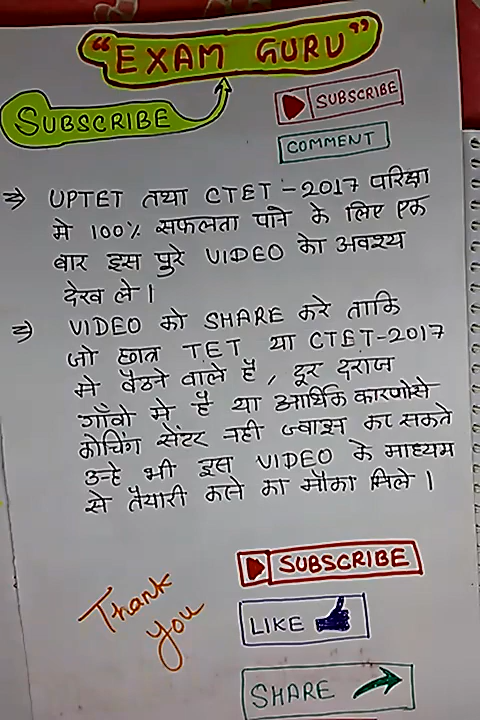 "EXAM GURU"
SUBSCRIBE
SUBSCRIBE
COMMENT
⇒ UPTET तथा CTET-2017 परिक्षा
मे 100% सफलता पाने के लिए एक
बार इस पुरे VIDEO को अवश्य
देख ले ।
⇒ VIDEO को SHARE करे ताकि
जो छात्र TET या CTET-2017
मे बैठने वाले है , दूर दराज
गाँवो मे है या आर्थिक कारणोसे
कोचिंग सेंटर नही ज्वाइन कर सकते
उन्हे भी इस VIDEO के माध्यम
से तैयारी करने का मौका मिले ।
Thank
you
SUBSCRIBE
LIKE
SHARE